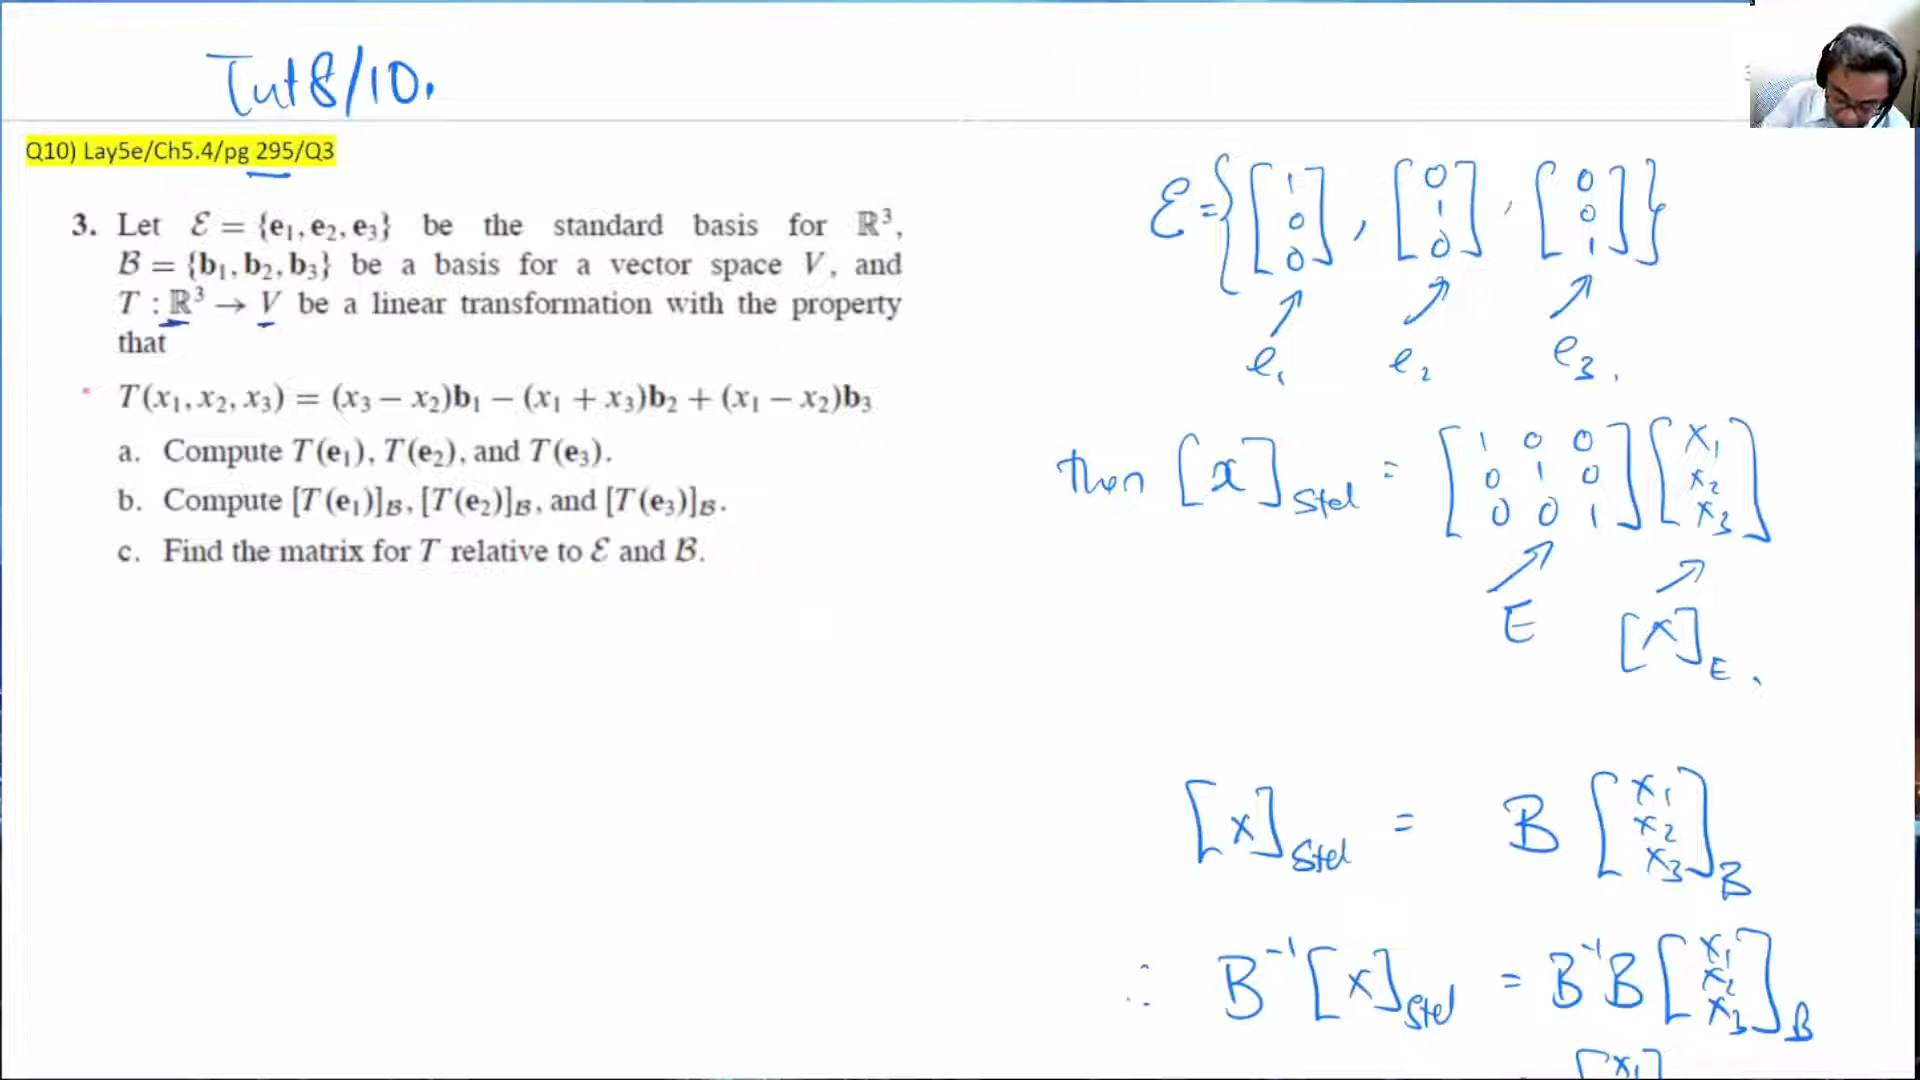 Tut8/10.
Q10) Lay5e/Ch5.4/pg 295/Q3
3. Let ℰ = {e₁, e₂, e₃} be the standard basis for ℝ³,
ℬ = {b₁, b₂, b₃} be a basis for a vector space V, and
T : ℝ³ → V be a linear transformation with the property
that
T(x₁, x₂, x₃) = (x₃ − x₂)b₁ − (x₁ + x₃)b₂ + (x₁ − x₂)b₃
a. Compute T(e₁), T(e₂), and T(e₃).
b. Compute [T(e₁)]ℬ, [T(e₂)]ℬ, and [T(e₃)]ℬ.
c. Find the matrix for T relative to ℰ and ℬ.
ℰ = { [1 0 0], [0 1 0], [0 0 1] }
e₁ e₂ e₃.
then [x]Std = [1 0 0
0 1 0
0 0 1] [x₁
x₂
x₃]
E [x]E.
[x]Std = B [x₁
x₂
x₃]B
∴ B⁻¹ [x]Std = B⁻¹B [x₁
x₂
x₃]B
[x₁]